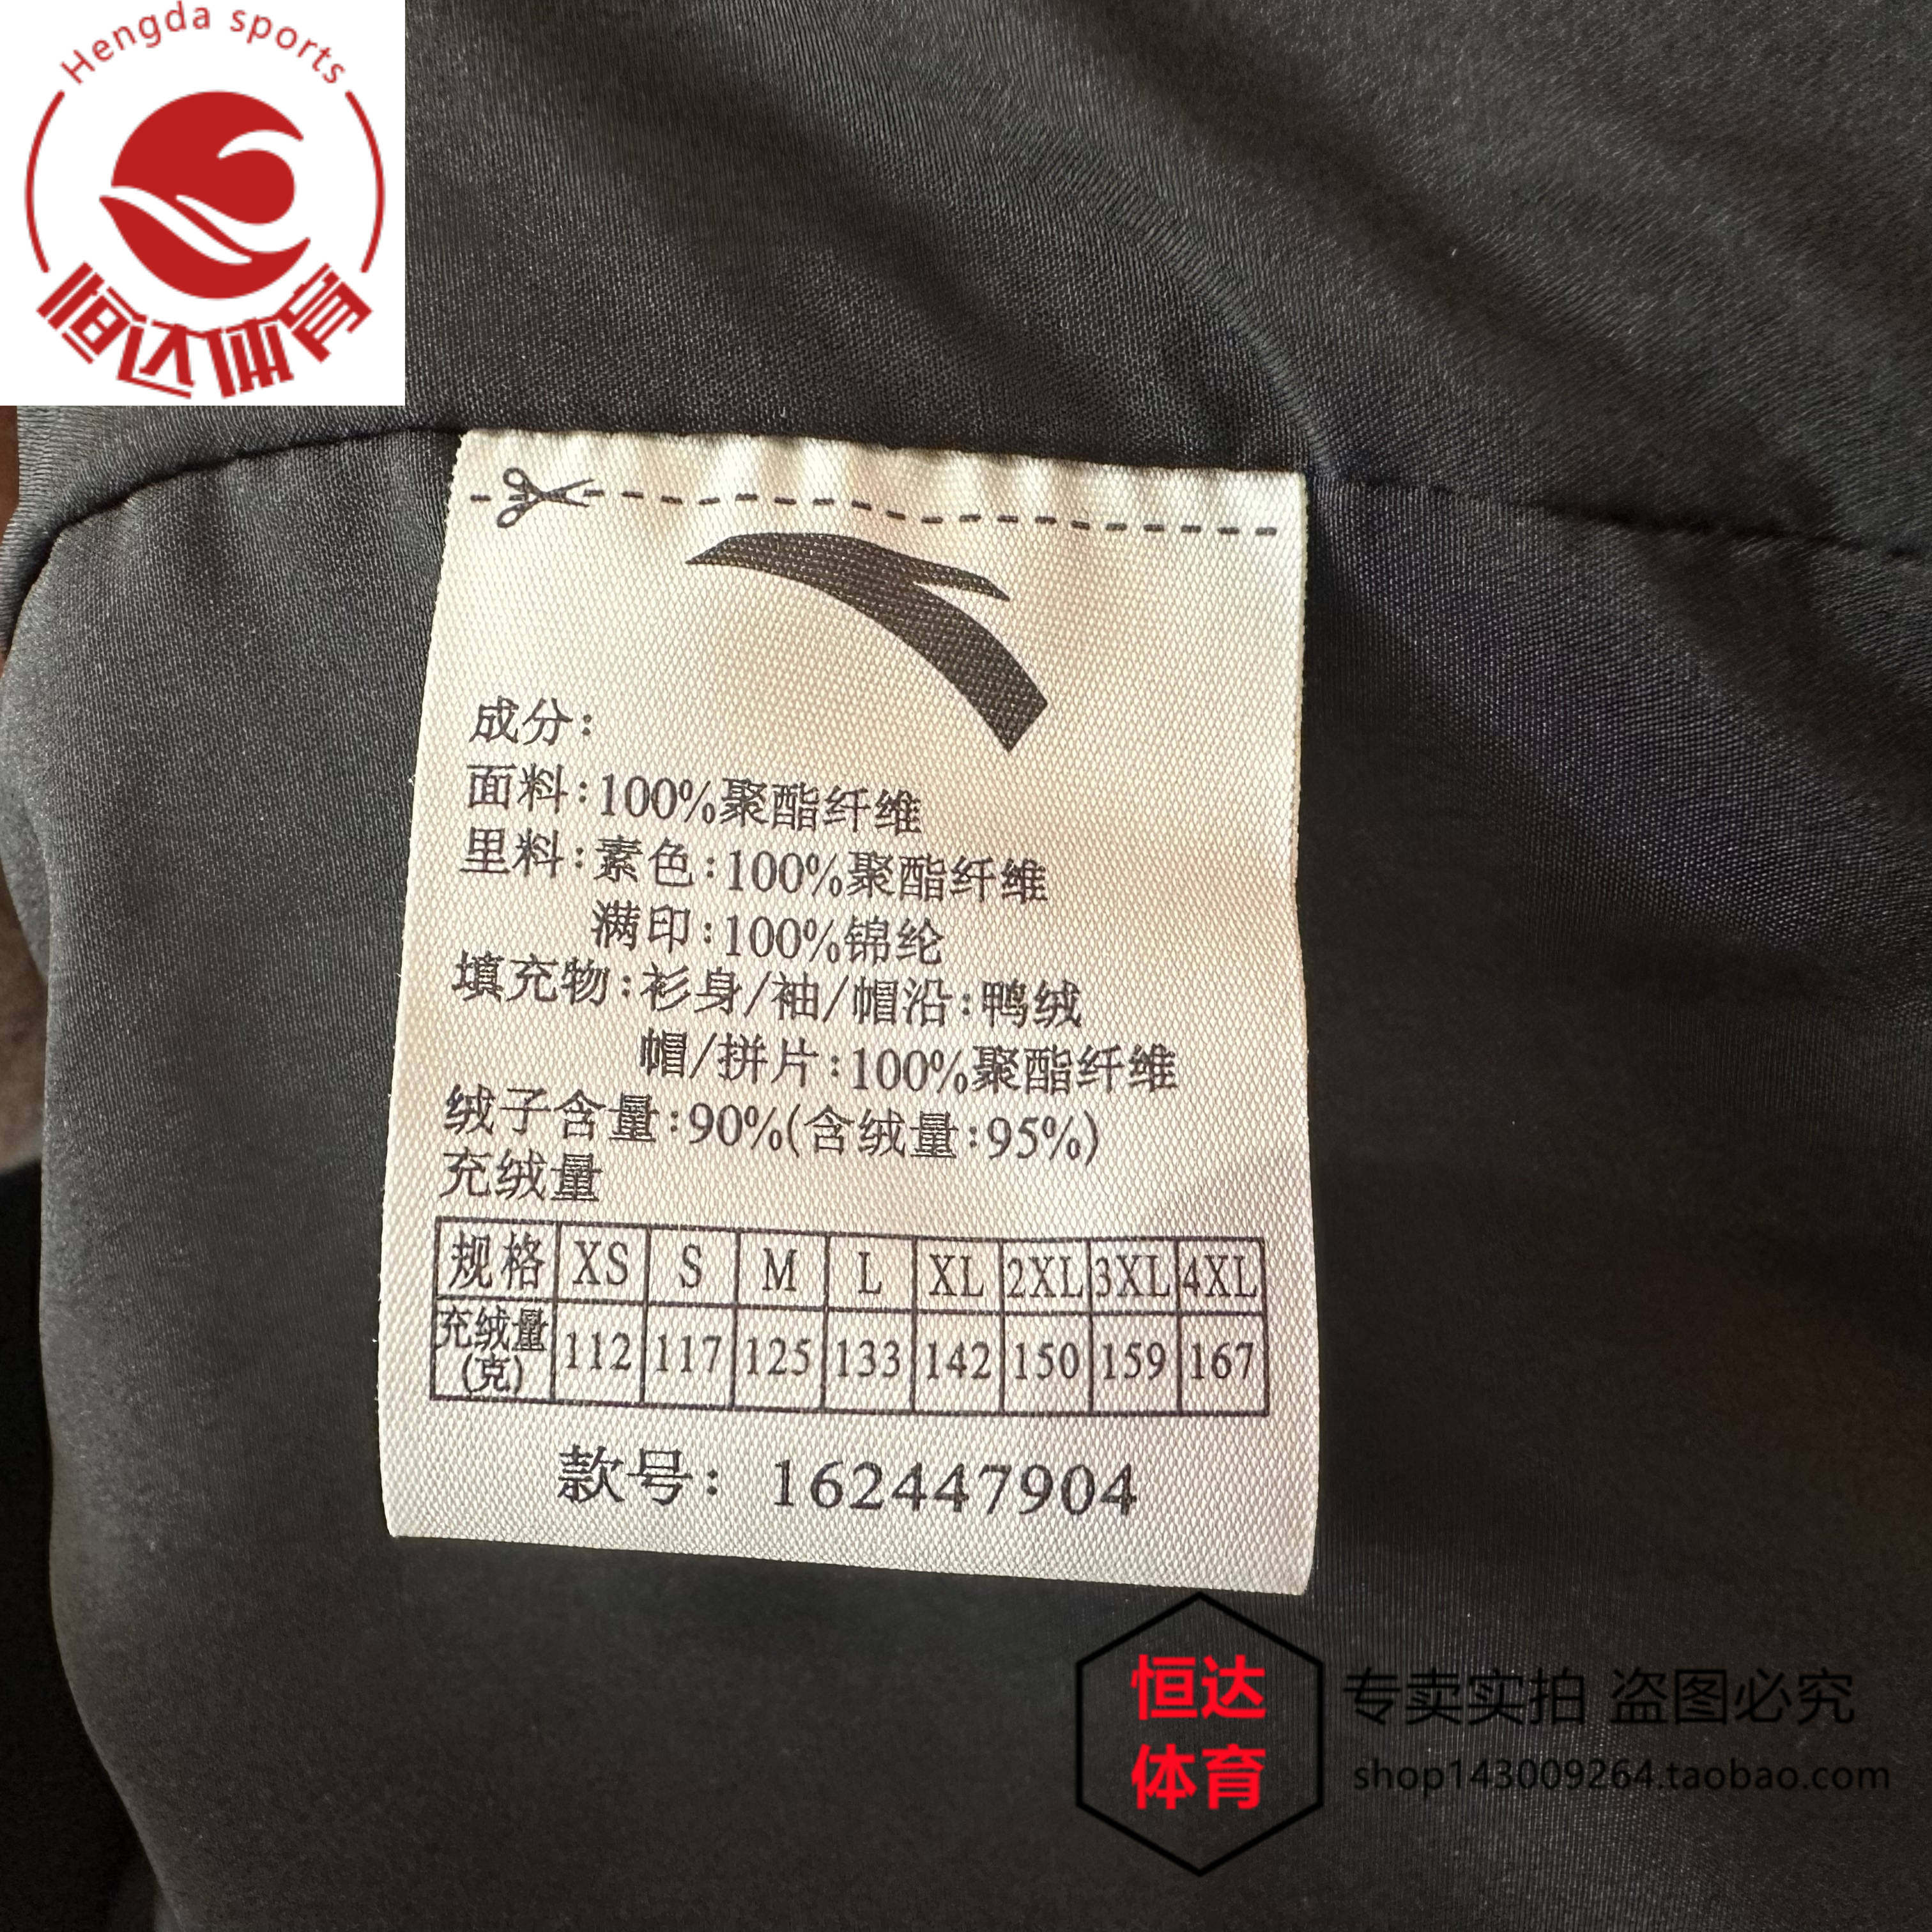 Hengda sports
恒达体育
成分:
面料:100%聚酯纤维
里料:素色:100%聚酯纤维
满印:100%锦纶
填充物:衫身/袖/帽沿:鸭绒
帽/拼片:100%聚酯纤维
绒子含量:90%(含绒量:95%)
充绒量
规格 XS S M L XL 2XL 3XL 4XL
充绒量(克) 112 117 125 133 142 150 159 167
款号: 162447904
恒达
体育
专卖实拍 盗图必究
shop143009264.taobao.com